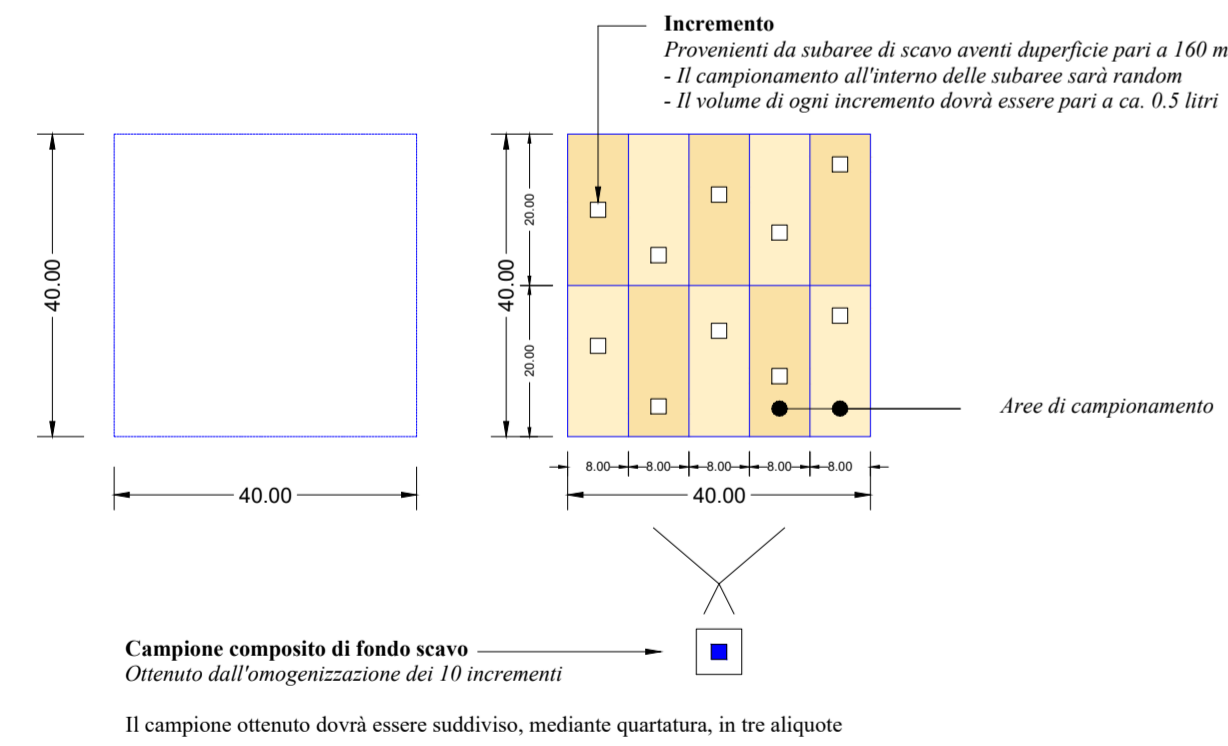 Incremento
Provenienti da subaree di scavo aventi duperficie pari a 160 m
- Il campionamento all'interno delle subaree sarà random
- Il volume di ogni incremento dovrà essere pari a ca. 0.5 litri
40.00
40.00
20.00
20.00
Aree di campionamento
8.00 8.00 8.00 8.00 8.00
40.00 40.00
Campione composito di fondo scavo
Ottenuto dall'omogenizzazione dei 10 incrementi
Il campione ottenuto dovrà essere suddiviso, mediante quartatura, in tre aliquote